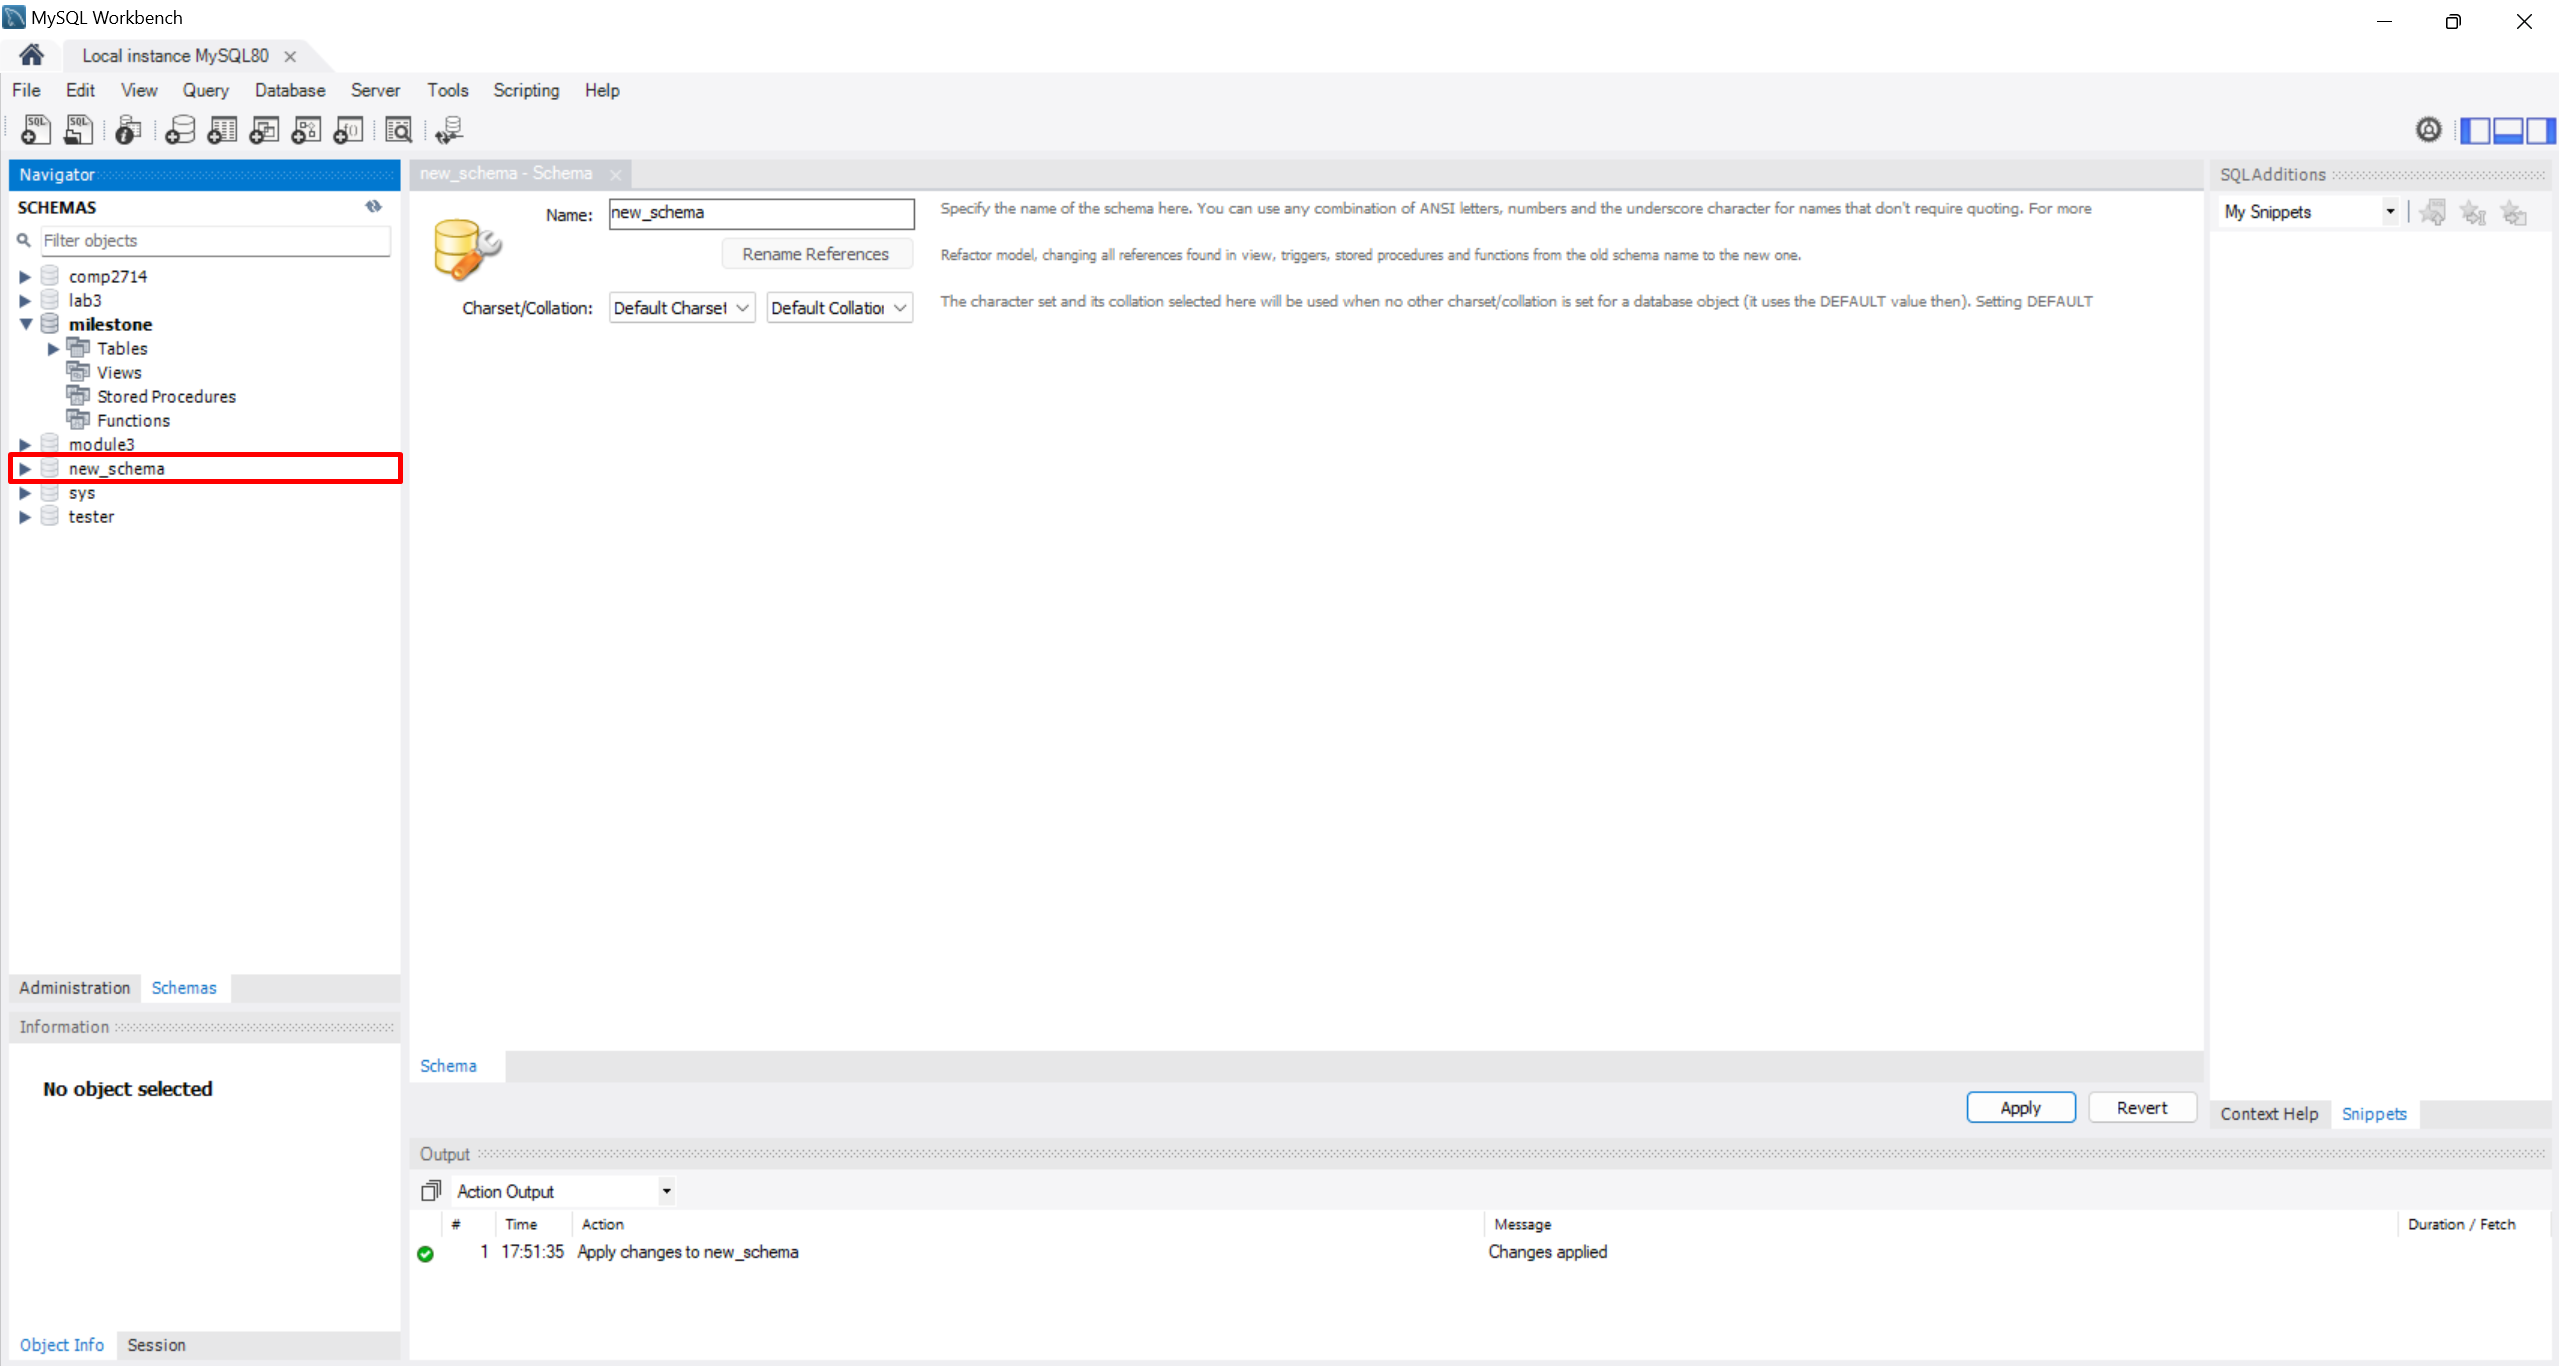 MySQL Workbench
Local instance MySQL80
File Edit View Query Database Server Tools Scripting Help
Navigator
SCHEMAS
Filter objects
comp2714
lab3
milestone
Tables
Views
Stored Procedures
Functions
module3
new_schema
sys
tester
Administration Schemas
Information
No object selected
Object Info Session
new_schema - Schema
Name: new_schema
Specify the name of the schema here. You can use any combination of ANSI letters, numbers and the underscore character for names that don't require quoting. For more
Rename References
Refactor model, changing all references found in view, triggers, stored procedures and functions from the old schema name to the new one.
Charset/Collation: Default Charset Default Collation
The character set and its collation selected here will be used when no other charset/collation is set for a database object (it uses the DEFAULT value then). Setting DEFAULT
Schema
Apply Revert
Output
Action Output
# Time Action Message Duration / Fetch
1 17:51:35 Apply changes to new_schema Changes applied
SQLAdditions
My Snippets
Context Help Snippets